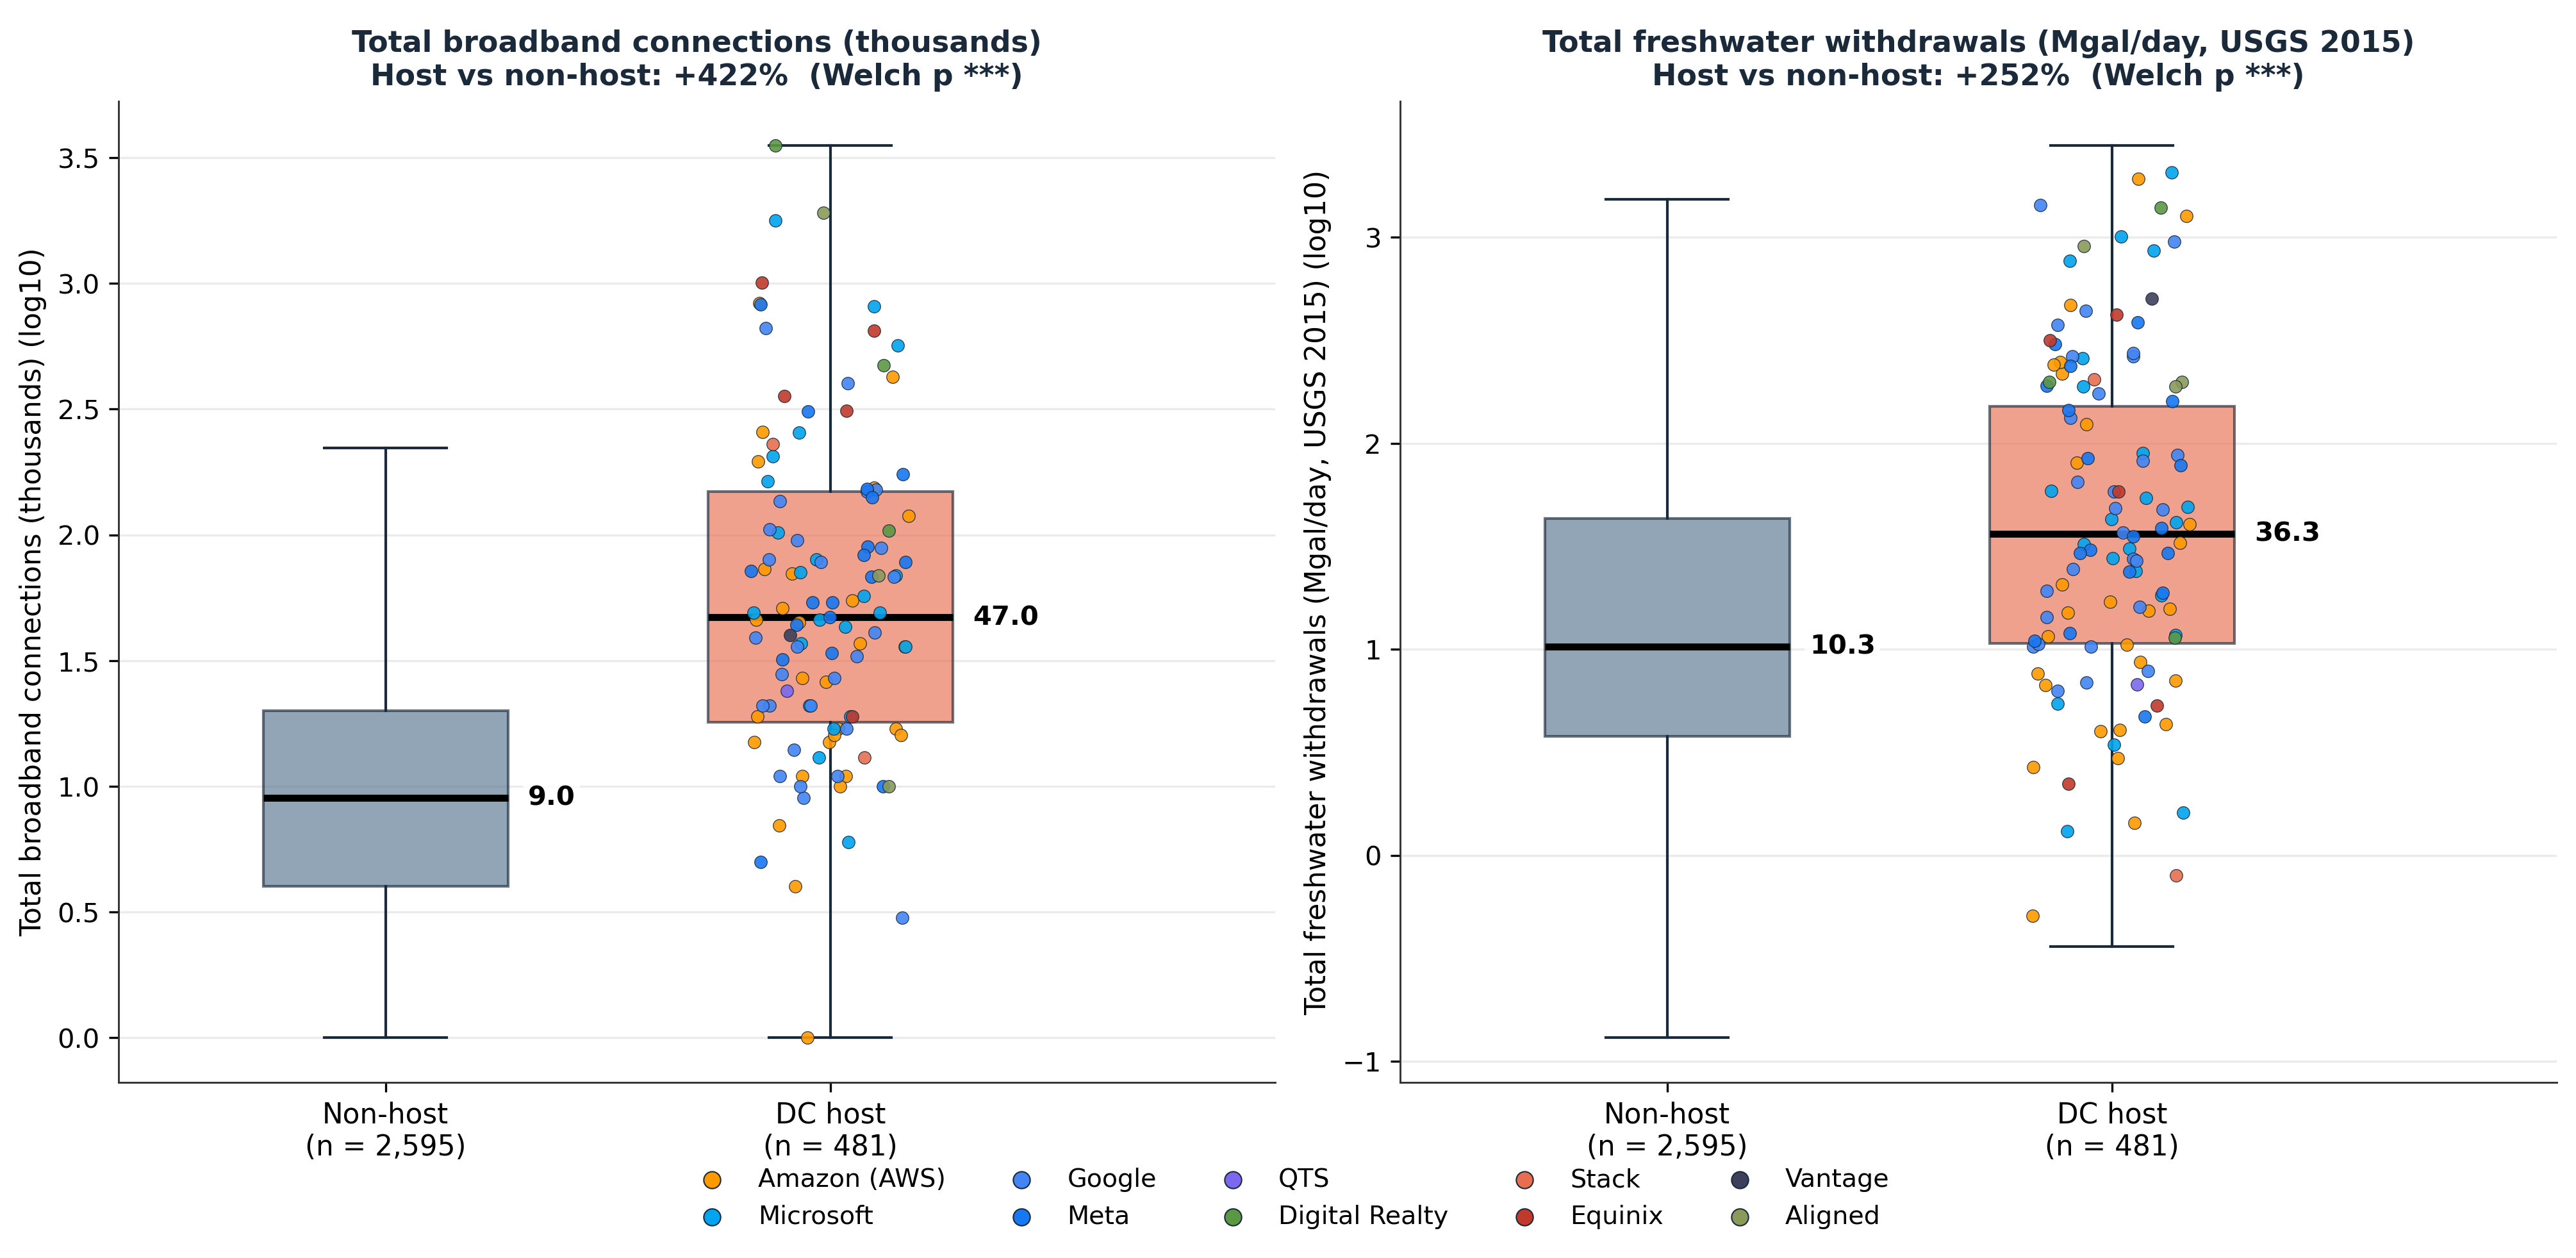 Total broadband connections (thousands)
Host vs non-host: +422%  (Welch p ***)
Total broadband connections (thousands) (log10)
3.5
3.0
2.5
2.0
1.5
1.0
0.5
0.0
9.0
47.0
Non-host
(n = 2,595)
DC host
(n = 481)
Total freshwater withdrawals (Mgal/day, USGS 2015)
Host vs non-host: +252%  (Welch p ***)
Total freshwater withdrawals (Mgal/day, USGS 2015) (log10)
3
2
1
0
−1
10.3
36.3
Non-host
(n = 2,595)
DC host
(n = 481)
Amazon (AWS)
Microsoft
Google
Meta
QTS
Digital Realty
Stack
Equinix
Vantage
Aligned